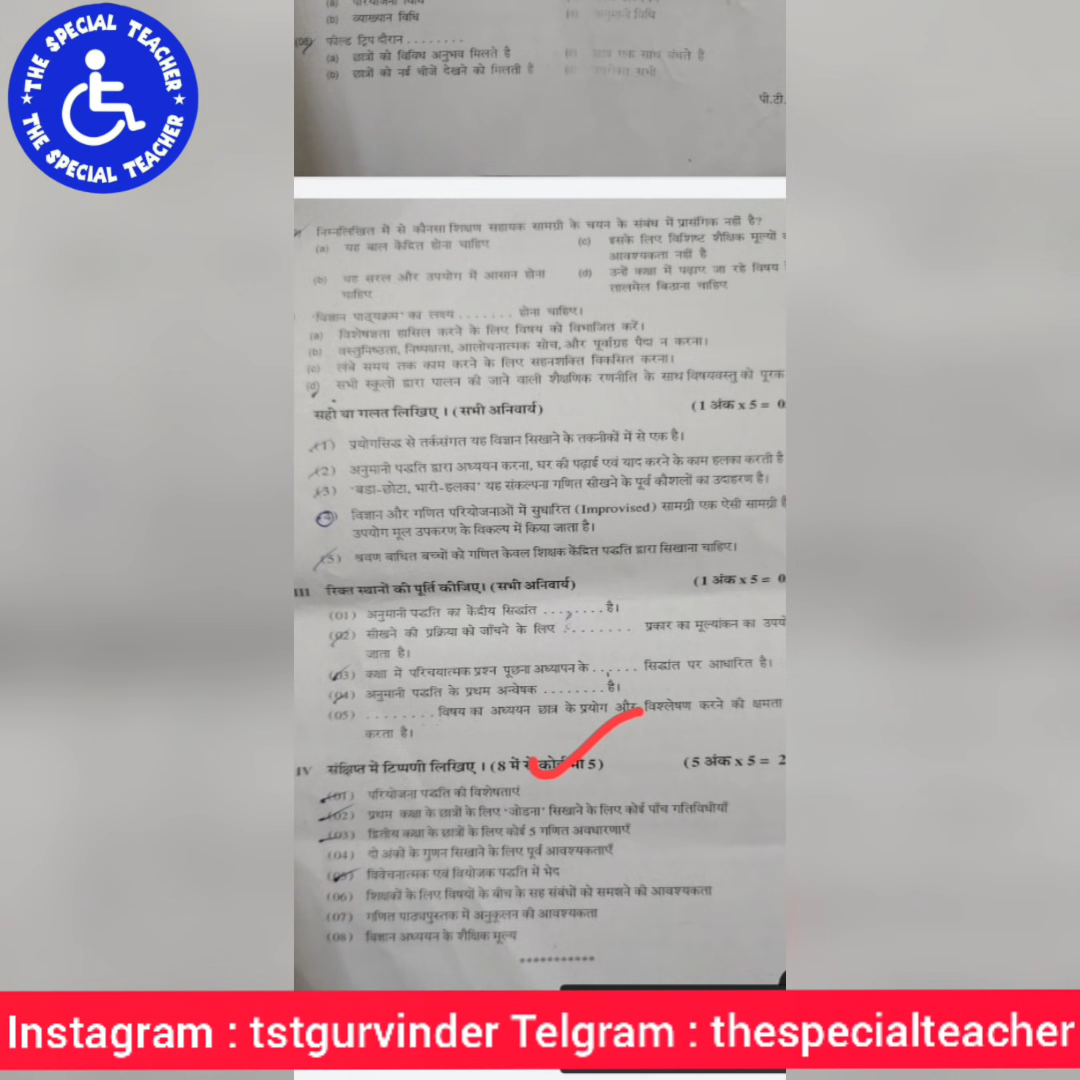 THE SPECIAL TEACHER
THE SPECIAL TEACHER
(b) व्याख्यान विधि
विधि
फील्ड ट्रिप दौरान ........
(a) छात्रों को विविध अनुभव मिलते है
(b) छात्रों को नई चीजें देखने को मिलती है
पी.टी.
निम्नलिखित में से कौनसा शिक्षण सहायक सामग्री के चयन के संबंध में प्रासंगिक नहीं है?
(a) यह बाल केंद्रित होना चाहिए
(c) इसके लिए विशिष्ट शैक्षिक मूल्यों
आवश्यकता नहीं है
(b) यह सरल और उपयोग में आसान होना
चाहिए
(d) उन्हें कक्षा में पढ़ाए जा रहे विषय
तालमेल बिठाना चाहिए
'विज्ञान पाठ्यक्रम' का लक्ष्य ....... होना चाहिए।
(a) विशेषज्ञता हासिल करने के लिए विषय को विभाजित करें।
(b) वस्तुनिष्ठता, निष्पक्षता, आलोचनात्मक सोच, और पूर्वाग्रह पैदा न करना।
(c) लंबे समय तक काम करने के लिए सहनशक्ति विकसित करना।
(d) सभी स्कूलों द्वारा पालन की जाने वाली शैक्षणिक रणनीति के साथ विषयवस्तु को पूरक
सही या गलत लिखिए । (सभी अनिवार्य) (1 अंक x 5 = 0
(1) प्रयोगसिद्ध से तर्कसंगत यह विज्ञान सिखाने के तकनीकों में से एक है।
(2) अनुमानी पद्धति द्वारा अध्ययन करना, घर की पढ़ाई एवं याद करने के काम हलका करती है
(3) 'बडा-छोटा, भारी-हलका' यह संकल्पना गणित सीखने के पूर्व कौशलों का उदाहरण है।
(4) विज्ञान और गणित परियोजनाओं में सुधारित (Improvised) सामग्री एक ऐसी सामग्री है
उपयोग मूल उपकरण के विकल्प में किया जाता है।
(5) श्रवण बाधित बच्चों को गणित केवल शिक्षक केंद्रित पद्धति द्वारा सिखाना चाहिए।
III रिक्त स्थानों की पूर्ति कीजिए। (सभी अनिवार्य) (1 अंक x 5 = 0
(01) अनुमानी पद्धति का केंदीय सिद्धांत ........ है।
(02) सीखने की प्रक्रिया को जाँचने के लिए ........ प्रकार का मूल्यांकन का उपयो
जाता है।
(03) कक्षा में परिचयात्मक प्रश्न पूछना अध्यापन के ...... सिद्धांत पर आधारित है।
(04) अनुमानी पद्धति के प्रथम अन्वेषक ........ है।
(05) ........ विषय का अध्ययन छात्र के प्रयोग और विश्लेषण करने की क्षमता
करता है।
IV संक्षिप्त में टिप्पणी लिखिए । (8 में से कोई भी 5) (5 अंक x 5 = 2
(01) परियोजना पद्धति की विशेषताएं
(02) प्रथम कक्षा के छात्रों के लिए 'जोडना' सिखाने के लिए कोई पाँच गतिविधीयाँ
(03) द्वितीय कक्षा के छात्रों के लिए कोई 5 गणित अवधारणाएँ
(04) दो अंकों के गुणन सिखाने के लिए पूर्व आवश्यकताएँ
(05) विवेचनात्मक एवं वियोजक पद्धति में भेद
(06) शिक्षकों के लिए विषयों के बीच के सह संबंधों को समझने की आवश्यकता
(07) गणित पाठ्यपुस्तक में अनुकूलन की आवश्यकता
(08) विज्ञान अध्ययन के शैक्षिक मूल्य
***********
Instagram : tstgurvinder Telgram : thespecialteacher